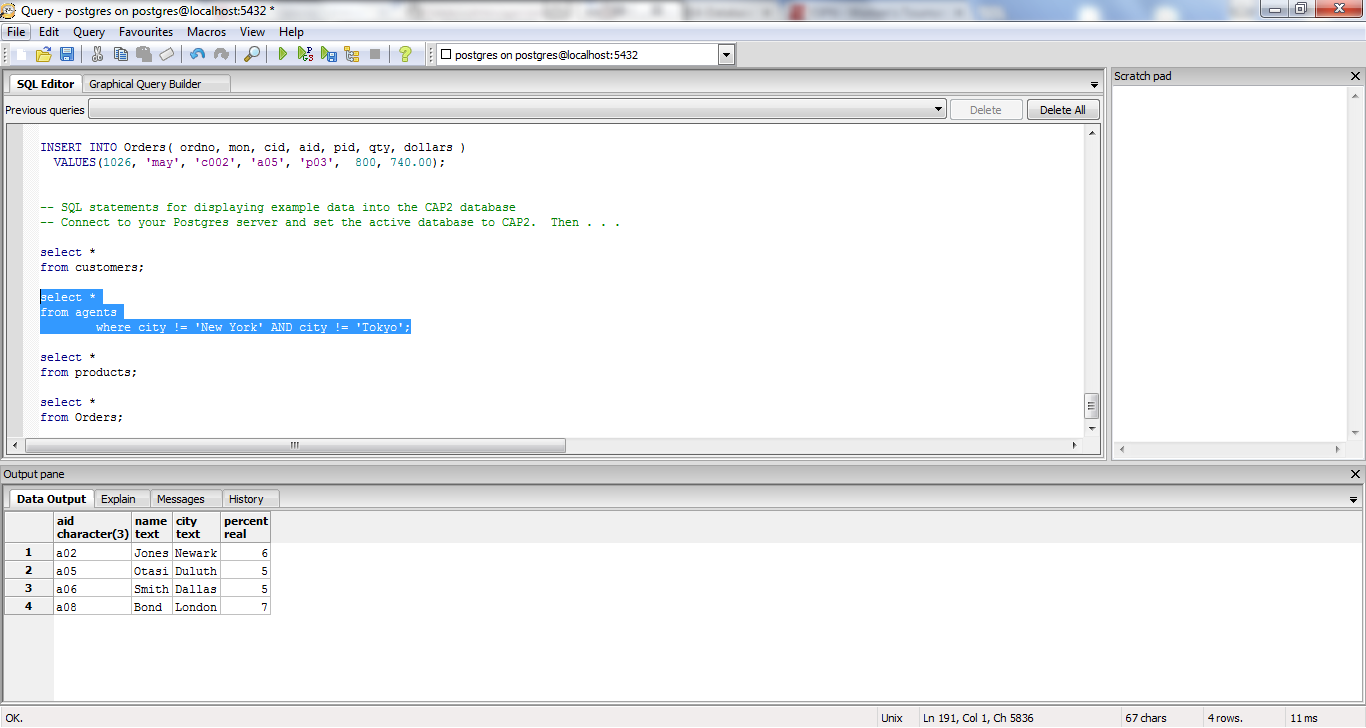 Query - postgres on postgres@localhost:5432 *
File Edit Query Favourites Macros View Help
postgres on postgres@localhost:5432
SQL Editor Graphical Query Builder
Scratch pad
Previous queries Delete Delete All
INSERT INTO Orders( ordno, mon, cid, aid, pid, qty, dollars )
VALUES(1026, 'may', 'c002', 'a05', 'p03', 800, 740.00);
-- SQL statements for displaying example data into the CAP2 database
-- Connect to your Postgres server and set the active database to CAP2. Then . . .
select *
from customers;
select *
from agents
where city != 'New York' AND city != 'Tokyo';
select *
from products;
select *
from Orders;
Output pane
Data Output Explain Messages History
aid name city percent
character(3) text text real
1 a02 Jones Newark 6
2 a05 Otasi Duluth 5
3 a06 Smith Dallas 5
4 a08 Bond London 7
OK. Unix Ln 191, Col 1, Ch 5836 67 chars 4 rows. 11 ms